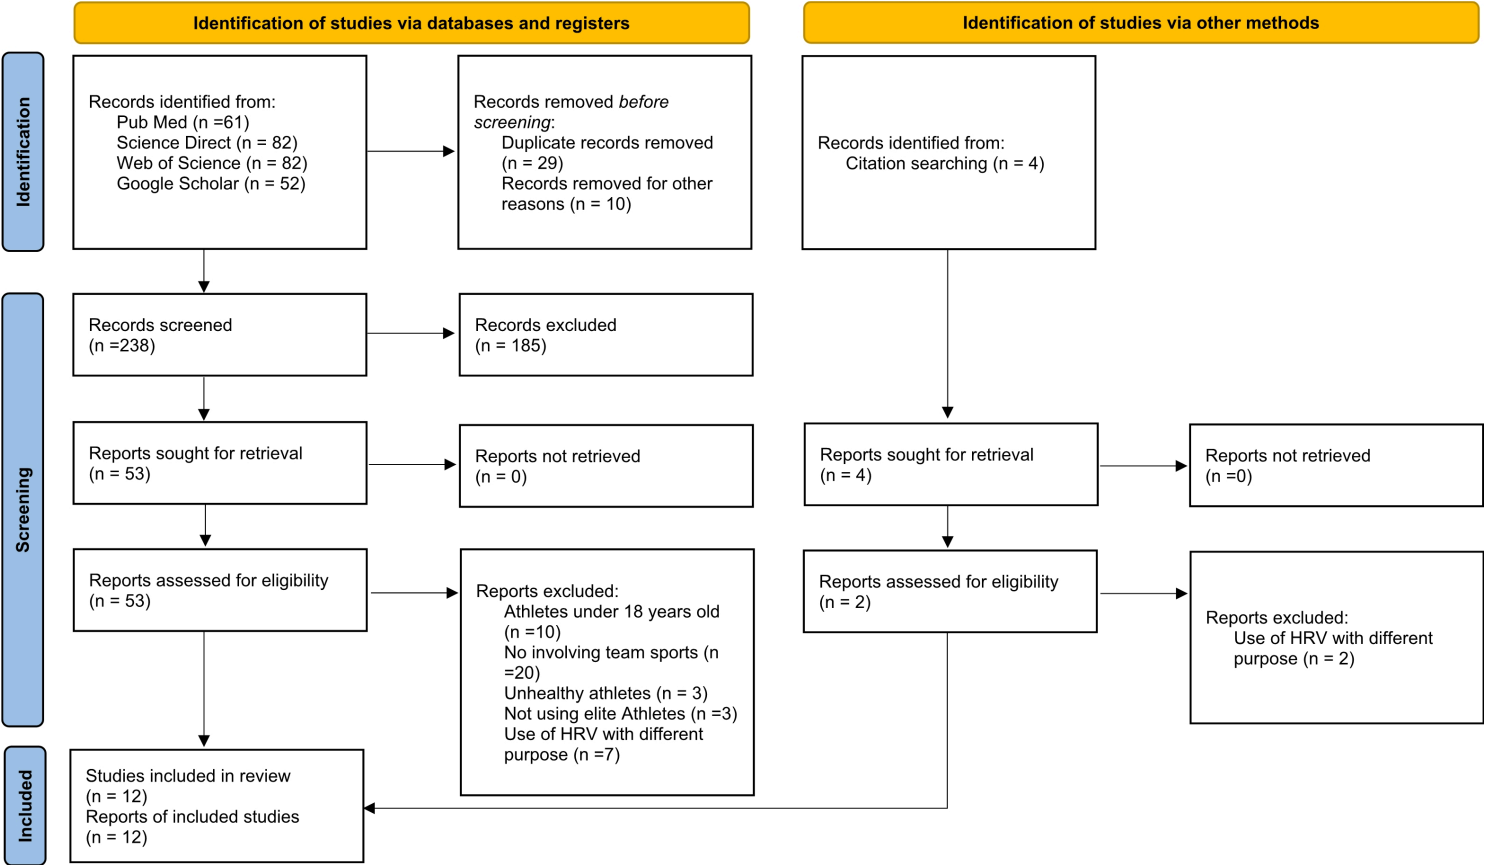 Identification of studies via databases and registers
Identification of studies via other methods
Identification
Records identified from:
Pub Med (n =61)
Science Direct (n = 82)
Web of Science (n = 82)
Google Scholar (n = 52)
Records removed before
screening:
Duplicate records removed
(n = 29)
Records removed for other
reasons (n = 10)
Records identified from:
Citation searching (n = 4)
Screening
Records screened
(n =238)
Records excluded
(n = 185)
Reports sought for retrieval
(n = 53)
Reports not retrieved
(n = 0)
Reports sought for retrieval
(n = 4)
Reports not retrieved
(n =0)
Reports assessed for eligibility
(n = 53)
Reports excluded:
Athletes under 18 years old
(n =10)
No involving team sports (n
=20)
Unhealthy athletes (n = 3)
Not using elite Athletes (n =3)
Use of HRV with different
purpose (n =7)
Reports assessed for eligibility
(n = 2)
Reports excluded:
Use of HRV with different
purpose (n = 2)
Included
Studies included in review
(n = 12)
Reports of included studies
(n = 12)